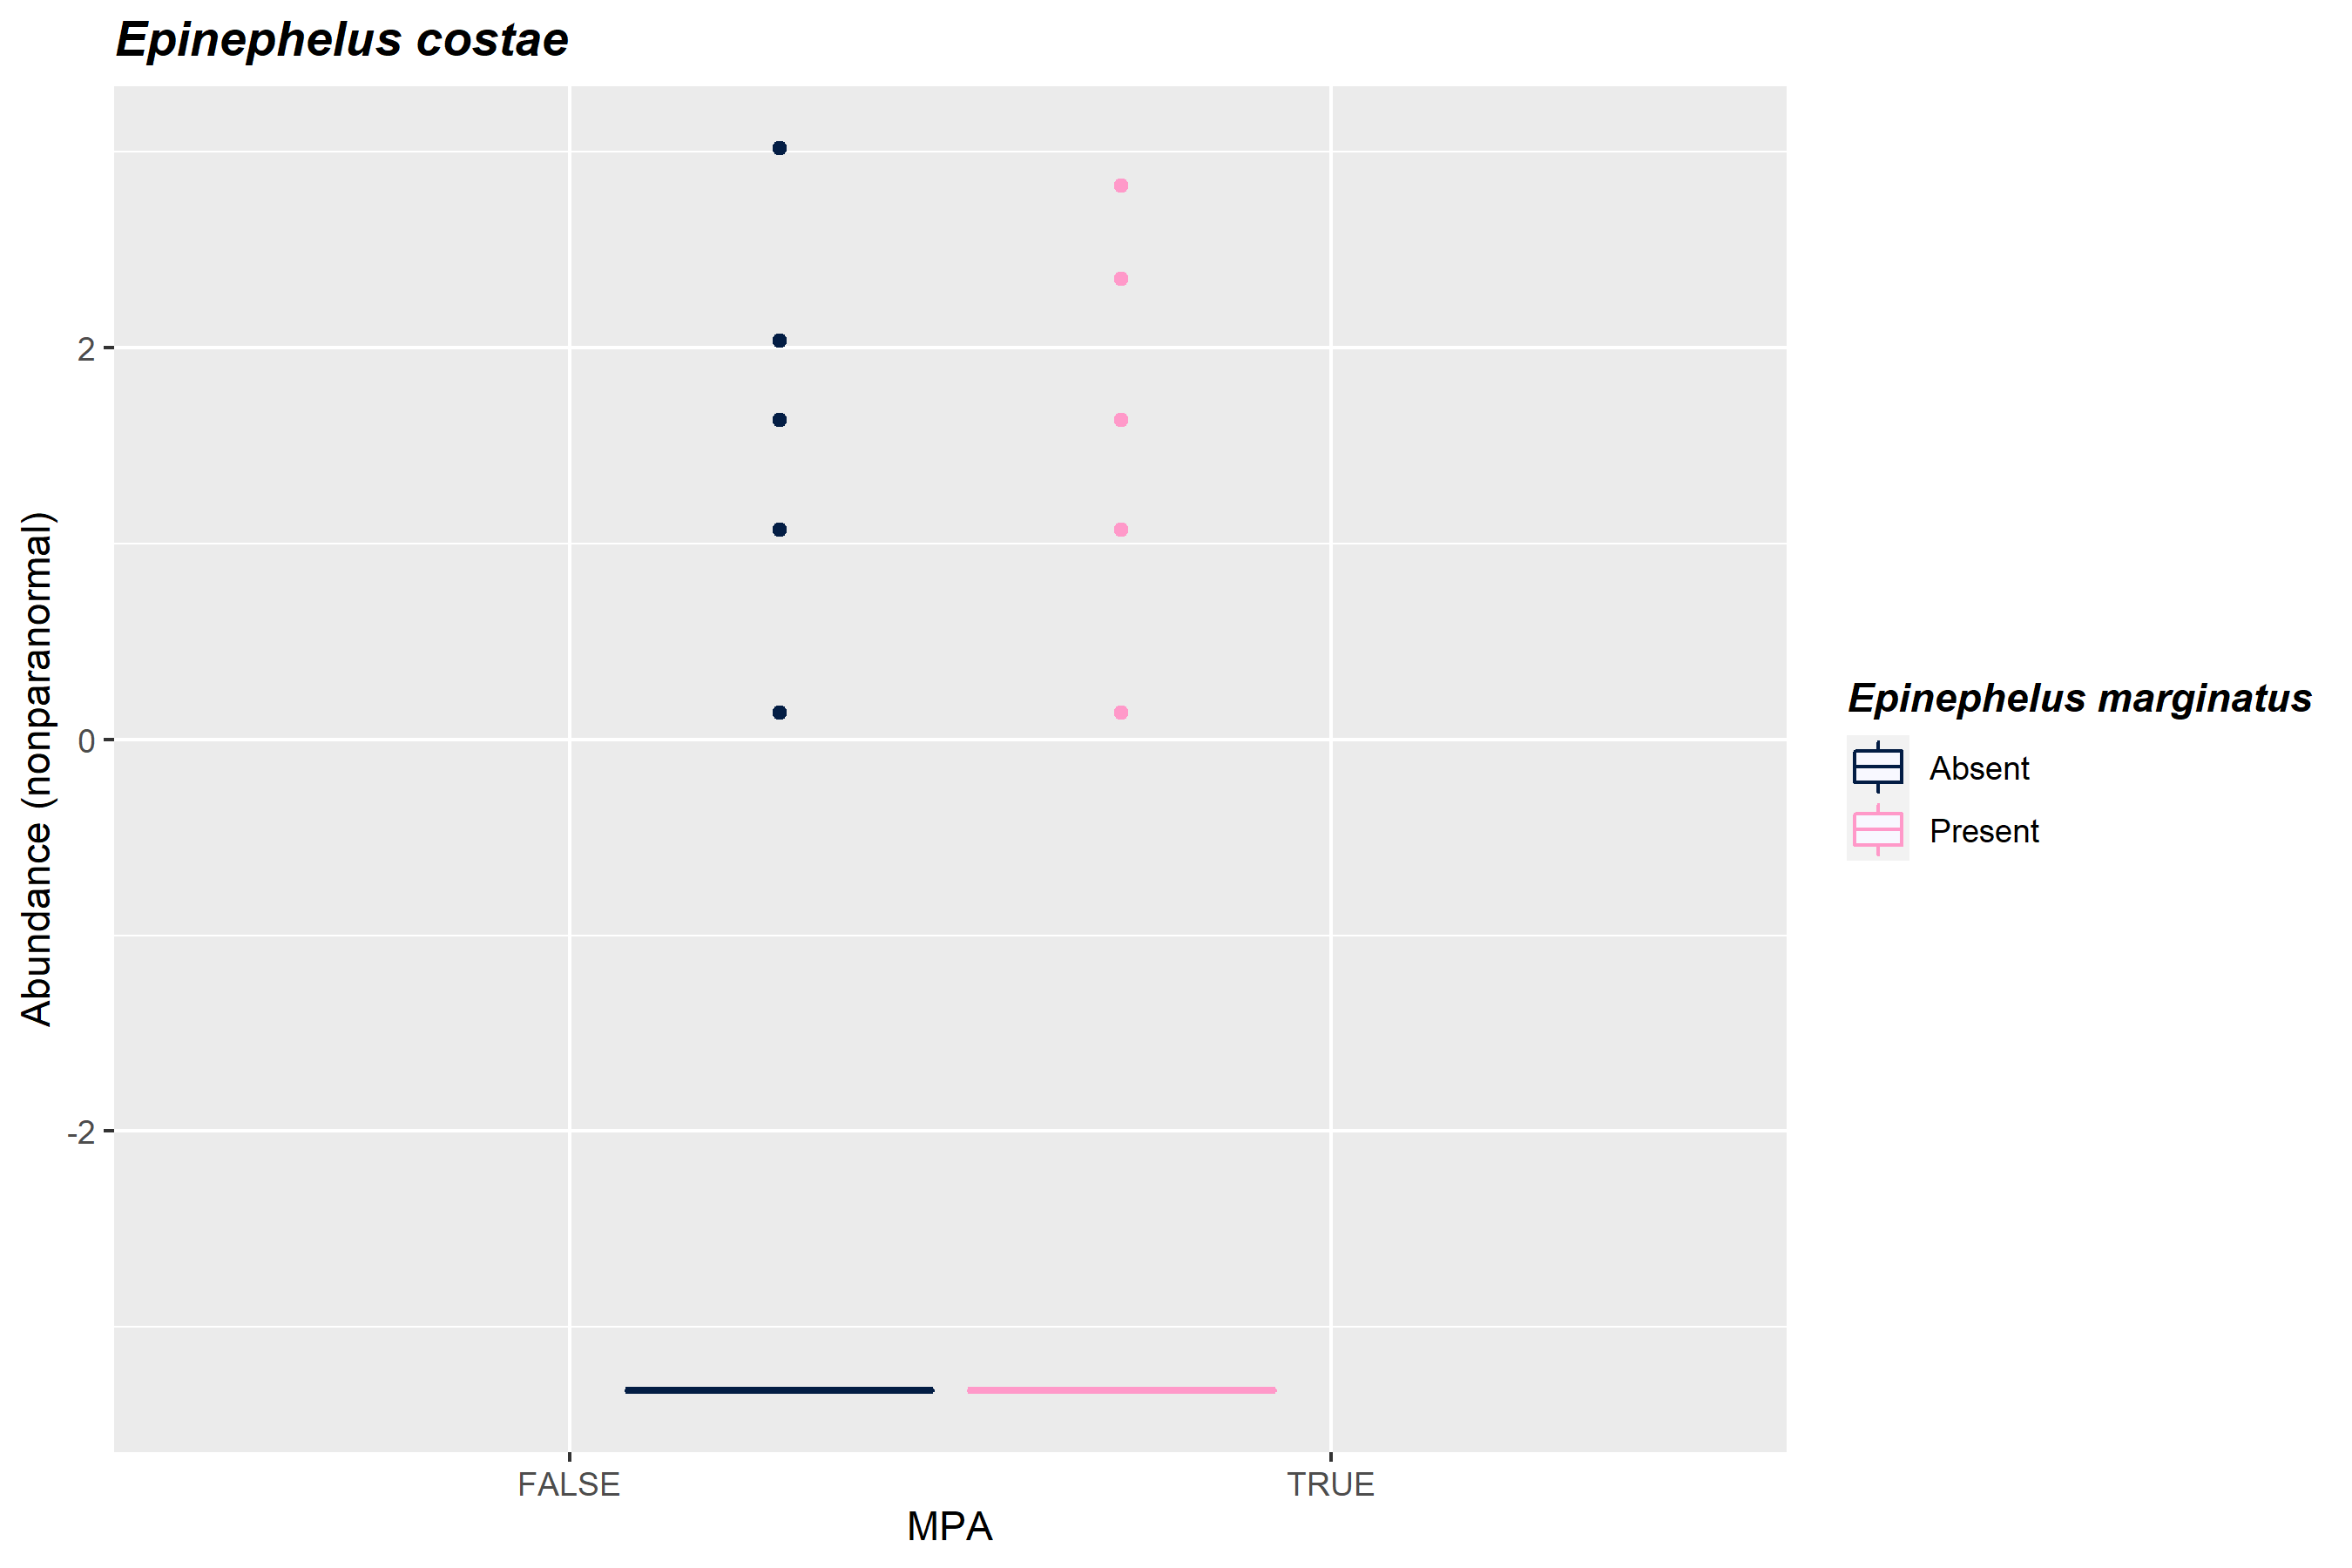 Epinephelus costae
Abundance (nonparanormal)
2
0
-2
FALSE
TRUE
MPA
Epinephelus marginatus
Absent
Present